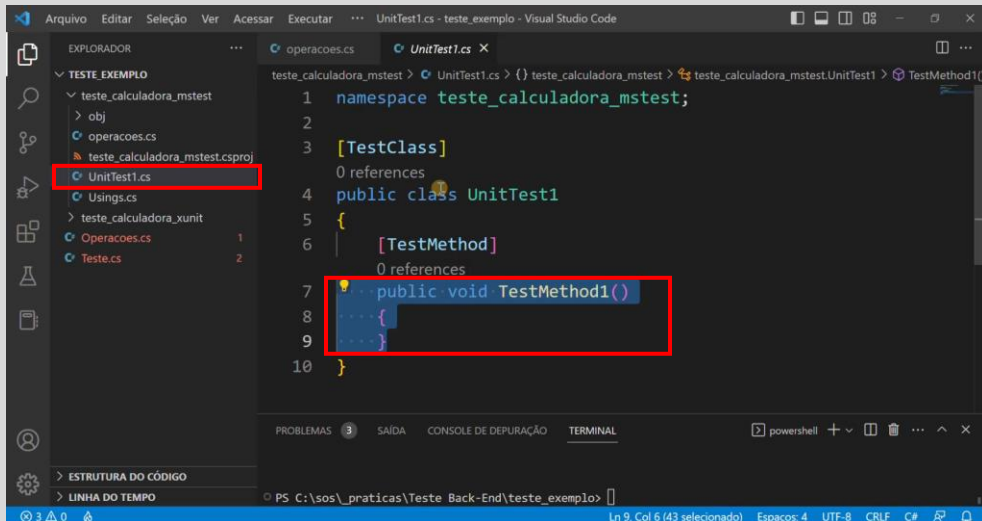 Arquivo Editar Seleção Ver Acessar Executar ··· UnitTest1.cs - teste_exemplo - Visual Studio Code
EXPLORADOR ···
TESTE_EXEMPLO
teste_calculadora_mstest
obj
operacoes.cs
teste_calculadora_mstest.csproj
UnitTest1.cs
Usings.cs
teste_calculadora_xunit
Operacoes.cs 1
Teste.cs 2
ESTRUTURA DO CÓDIGO
LINHA DO TEMPO
operacoes.cs UnitTest1.cs
teste_calculadora_mstest > UnitTest1.cs > {} teste_calculadora_mstest > teste_calculadora_mstest.UnitTest1 > TestMethod1(
1 namespace teste_calculadora_mstest;
2
3 [TestClass]
0 references
4 public class UnitTest1
5 {
6 [TestMethod]
0 references
7 public void TestMethod1()
8 {
9 }
10 }
PROBLEMAS 3 SAÍDA CONSOLE DE DEPURAÇÃO TERMINAL powershell
PS C:\sos\_praticas\Teste Back-End\teste_exemplo>
3 0 Ln 9, Col 6 (43 selecionado) Espaços: 4 UTF-8 CRLF C#